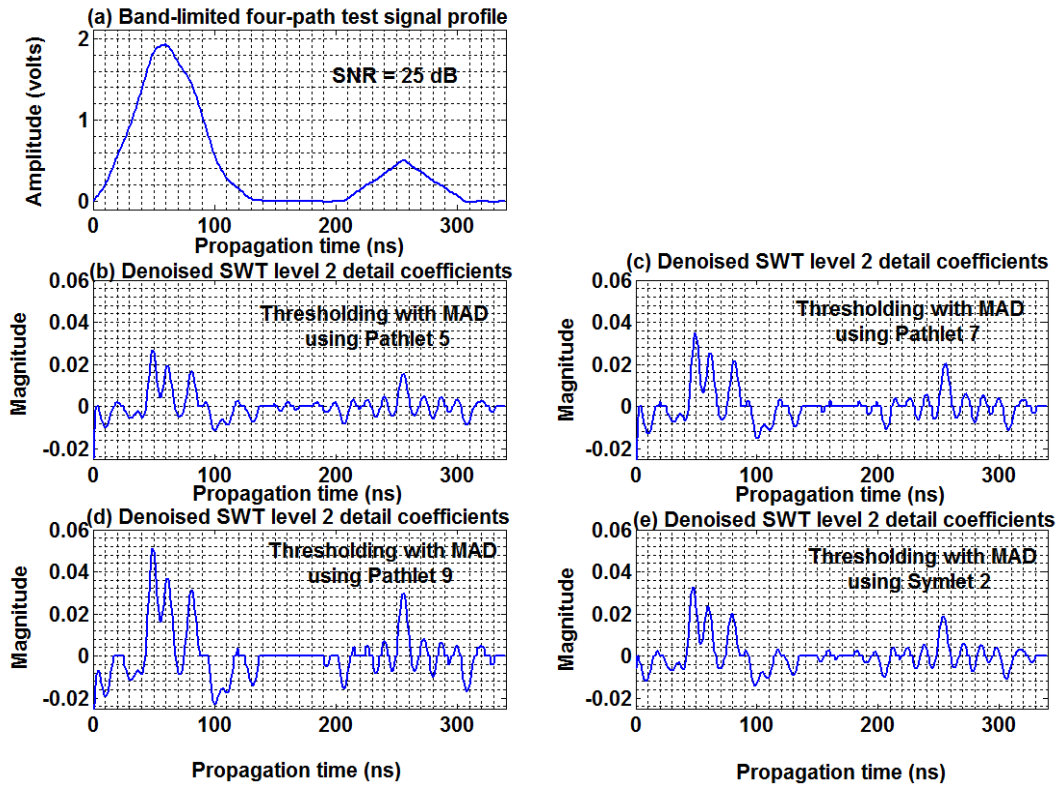 (a) Band-limited four-path test signal profile
SNR = 25 dB
Amplitude (volts)
2
1
0
0 100 200 300
Propagation time (ns)
(b) Denoised SWT level 2 detail coefficients
Thresholding with MAD
using Pathlet 5
Magnitude
0.06
0.04
0.02
0
-0.02
0 100 200 300
Propagation time (ns)
(c) Denoised SWT level 2 detail coefficients
Thresholding with MAD
using Pathlet 7
Magnitude
0.06
0.04
0.02
0
-0.02
0 100 200 300
Propagation time (ns)
(d) Denoised SWT level 2 detail coefficients
Thresholding with MAD
using Pathlet 9
Magnitude
0.06
0.04
0.02
0
-0.02
0 100 200 300
Propagation time (ns)
(e) Denoised SWT level 2 detail coefficients
Thresholding with MAD
using Symlet 2
Magnitude
0.06
0.04
0.02
0
-0.02
0 100 200 300
Propagation time (ns)